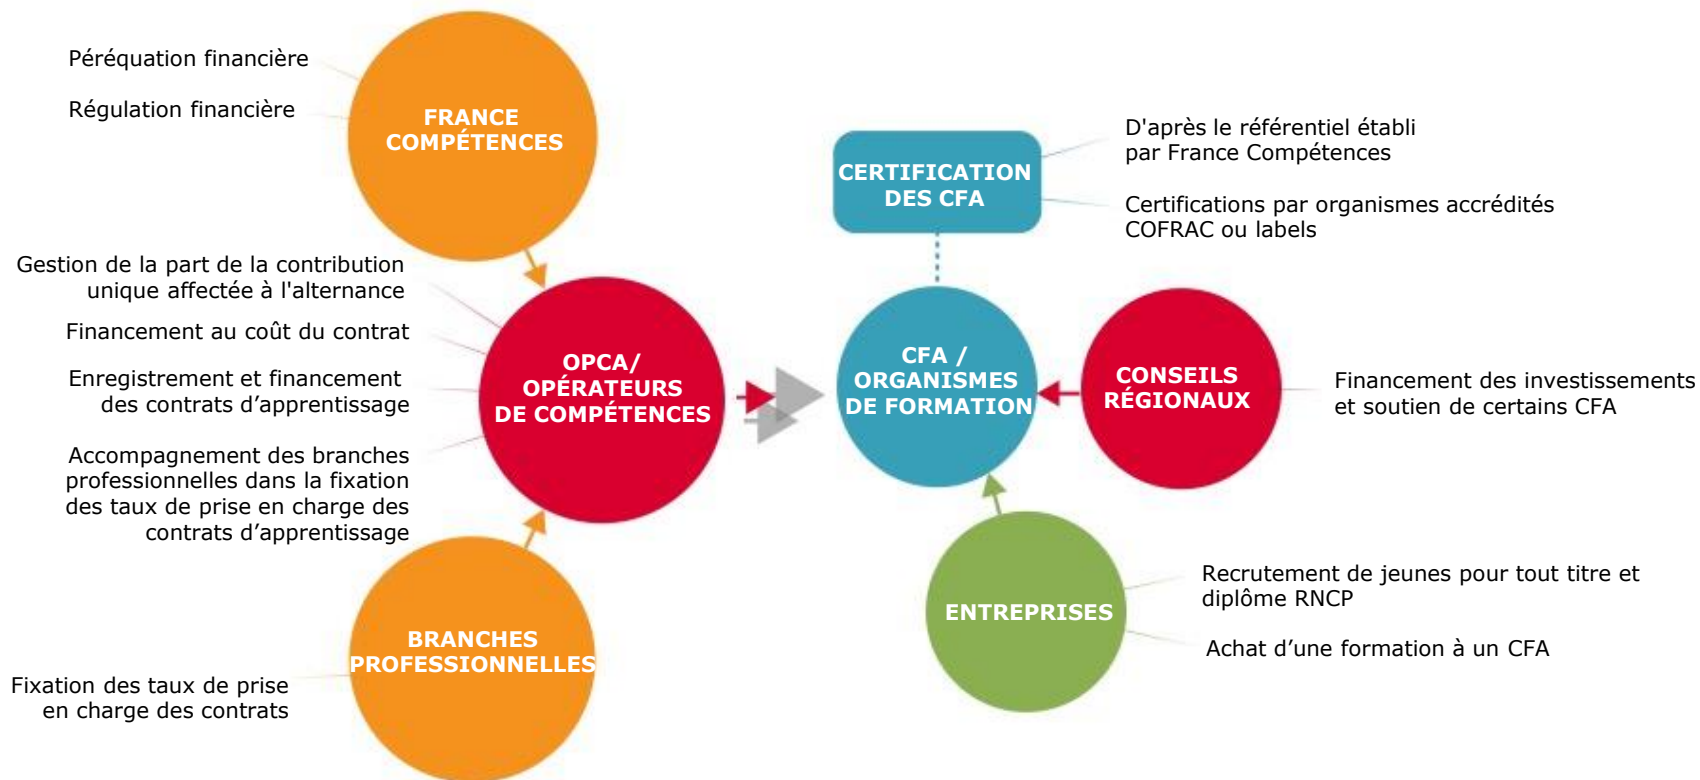 Péréquation financière
Régulation financière
FRANCE
COMPÉTENCES
Gestion de la part de la contribution
unique affectée à l'alternance
Financement au coût du contrat
Enregistrement et financement
des contrats d’apprentissage
Accompagnement des branches
professionnelles dans la fixation
des taux de prise en charge des
contrats d’apprentissage
OPCA/
OPÉRATEURS
DE COMPÉTENCES
BRANCHES
PROFESSIONNELLES
Fixation des taux de prise
en charge des contrats
CERTIFICATION
DES CFA
D'après le référentiel établi
par France Compétences
Certifications par organismes accrédités
COFRAC ou labels
CFA /
ORGANISMES
DE FORMATION
CONSEILS
RÉGIONAUX
Financement des investissements
et soutien de certains CFA
ENTREPRISES
Recrutement de jeunes pour tout titre et
diplôme RNCP
Achat d’une formation à un CFA